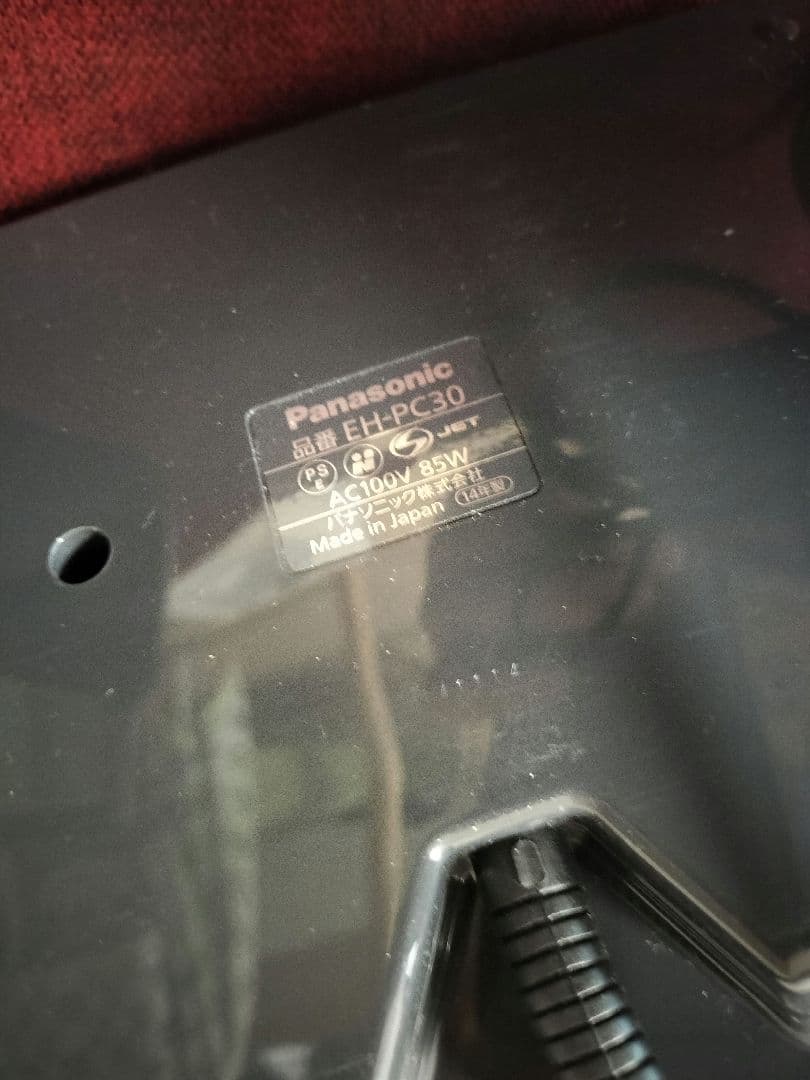 Panasonic
品番 EH-PC30
PS E JET
AC100V 85W
パナソニック株式会社
Made in Japan 14年製